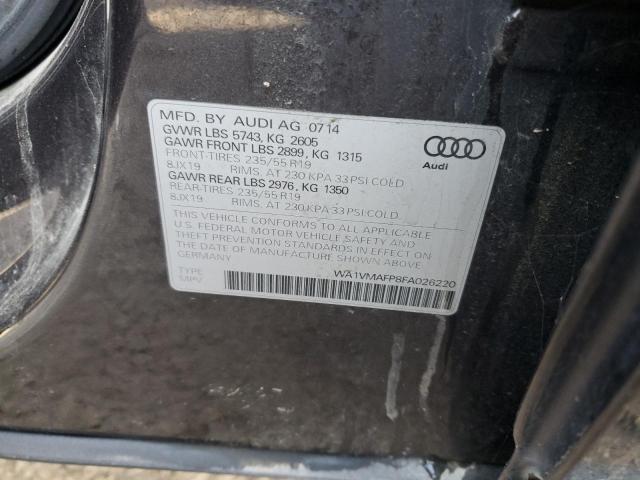 MFD. BY AUDI AG 0714
GVWR LBS 5743, KG 2605
GAWR FRONT LBS 2899, KG 1315
FRONT-TIRES 235/55 R19
8JX19 RIMS, AT 230 KPA 33 PSI COLD
GAWR REAR LBS 2976, KG 1350
REAR-TIRES 235/55 R19
8JX19 RIMS, AT 230 KPA 33 PSI COLD
THIS VEHICLE CONFORMS TO ALL APPLICABLE
U.S. FEDERAL MOTOR VEHICLE SAFETY AND
THEFT PREVENTION STANDARDS IN EFFECT ON
THE DATE OF MANUFACTURE SHOWN ABOVE
GERMANY
TYPE
MPV
WA1VMAFP8FA026220
Audi